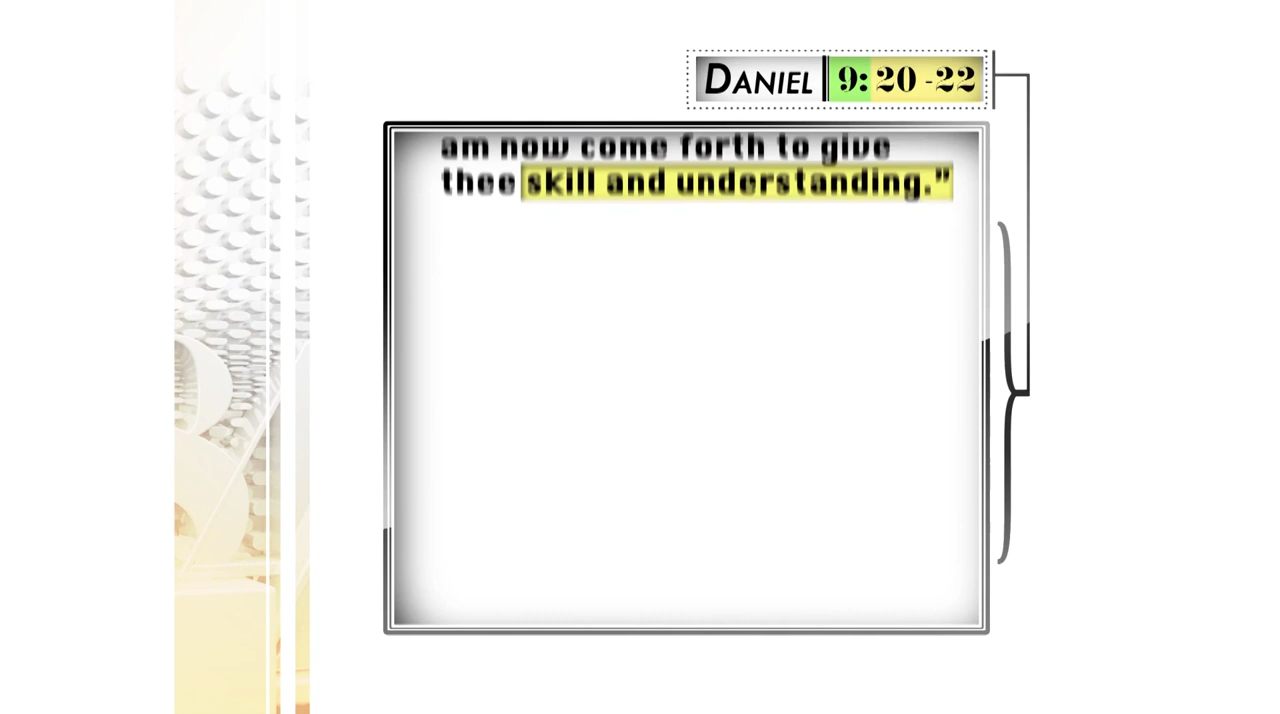 DANIEL 9: 20 -22
am now come forth to give
thee skill and understanding."